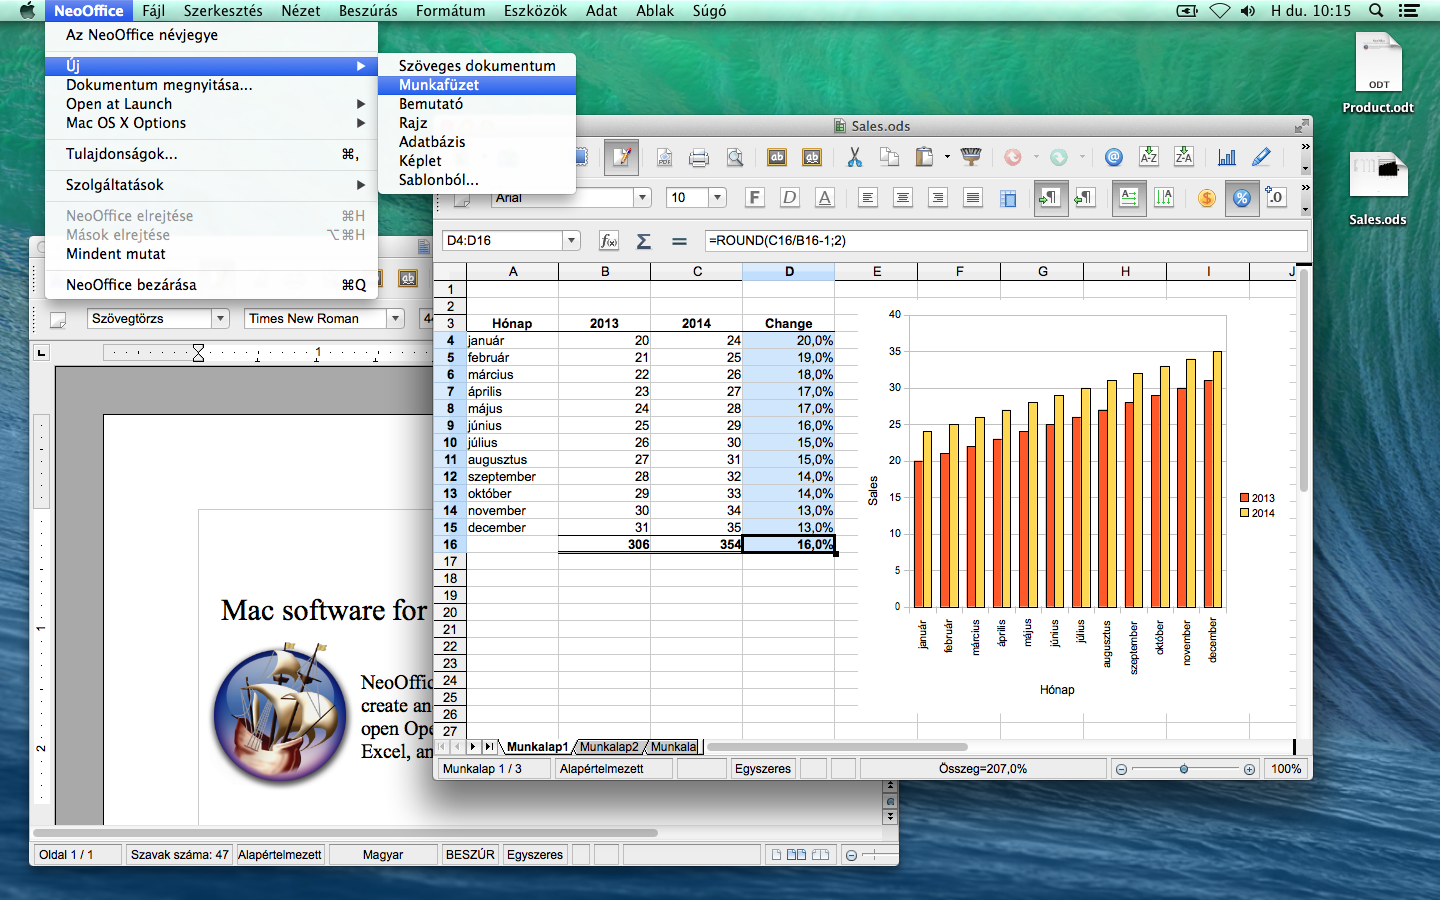 NeoOffice Fájl Szerkesztés Nézet Beszúrás Formátum Eszközök Adat Ablak Súgó H du. 10:15
Az NeoOffice névjegye
Új
Dokumentum megnyitása...
Open at Launch
Mac OS X Options
Tulajdonságok... ⌘,
Szolgáltatások
NeoOffice elrejtése ⌘H
Mások elrejtése ⌥⌘H
Mindent mutat
NeoOffice bezárása ⌘Q
Szöveges dokumentum
Munkafüzet
Bemutató
Rajz
Adatbázis
Képlet
Sablonból...
ODT
Product.odt
Sales.ods
Sales.ods
Arial 10 F D A
D4:D16 f(x) Σ = =ROUND(C16/B16-1;2)
A B C D E F G H I J
1
2
3 Hónap 2013 2014 Change
4 január 20 24 20,0%
5 február 21 25 19,0%
6 március 22 26 18,0%
7 április 23 27 17,0%
8 május 24 28 17,0%
9 június 25 29 16,0%
10 július 26 30 15,0%
11 augusztus 27 31 15,0%
12 szeptember 28 32 14,0%
13 október 29 33 14,0%
14 november 30 34 13,0%
15 december 31 35 13,0%
16 306 354 16,0%
17
18
19
20
21
22
23
24
25
26
27
40
35
30
25
20
15
10
5
0
Sales
január február március április május június július augusztus szeptember október november december
Hónap
2013
2014
Munkalap1 Munkalap2 Munkala
Munkalap 1 / 3 Alapértelmezett Egyszeres Összeg=207,0% 100%
Szövegtörzs Times New Roman 44
1
1
2
Mac software for
NeoOffic
create an
open Ope
Excel, an
Oldal 1 / 1 Szavak száma: 47 Alapértelmezett Magyar BESZÚR Egyszeres